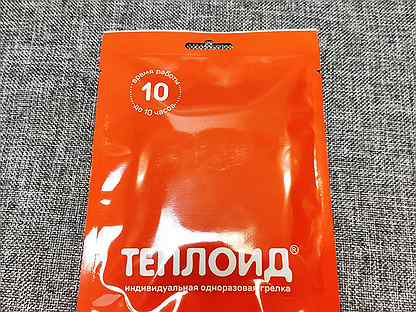 время работы
10
до 10 часов
ТЕПЛОИД®
индивидуальная одноразовая грелка